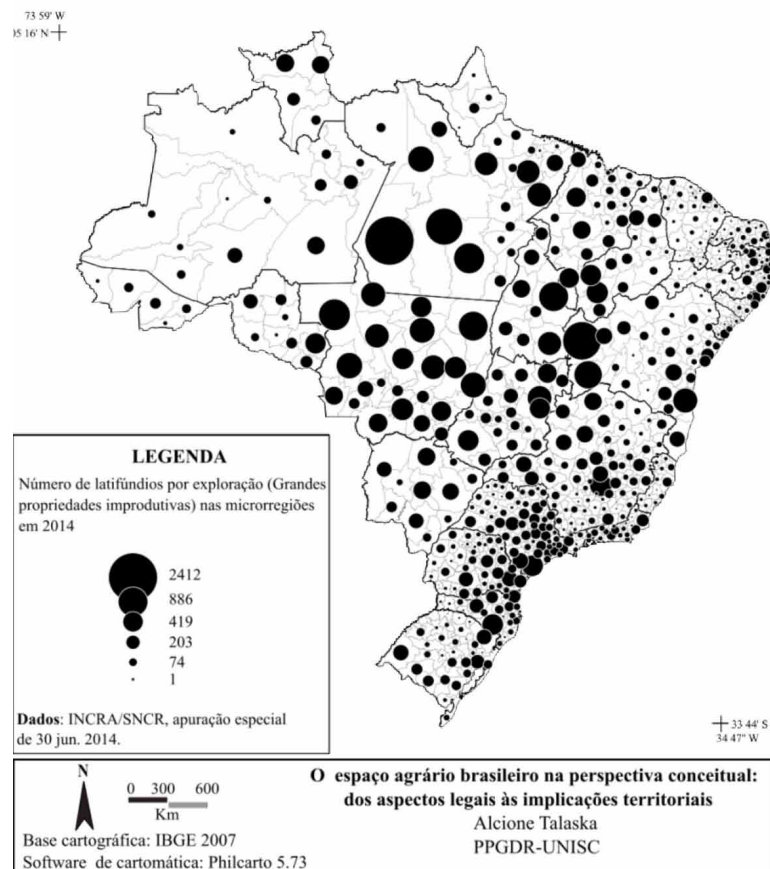 73 59' W
05 16' N
LEGENDA
Número de latifúndios por exploração (Grandes
propriedades improdutivas) nas microrregiões
em 2014
2412
886
419
203
74
1
Dados: INCRA/SNCR, apuração especial
de 30 jun. 2014.
33 44' S
34 47" W
N
0 300 600
Km
Base cartográfica: IBGE 2007
Software de cartomática: Philcarto 5.73
O espaço agrário brasileiro na perspectiva conceitual:
dos aspectos legais às implicações territoriais
Alcione Talaska
PPGDR-UNISC